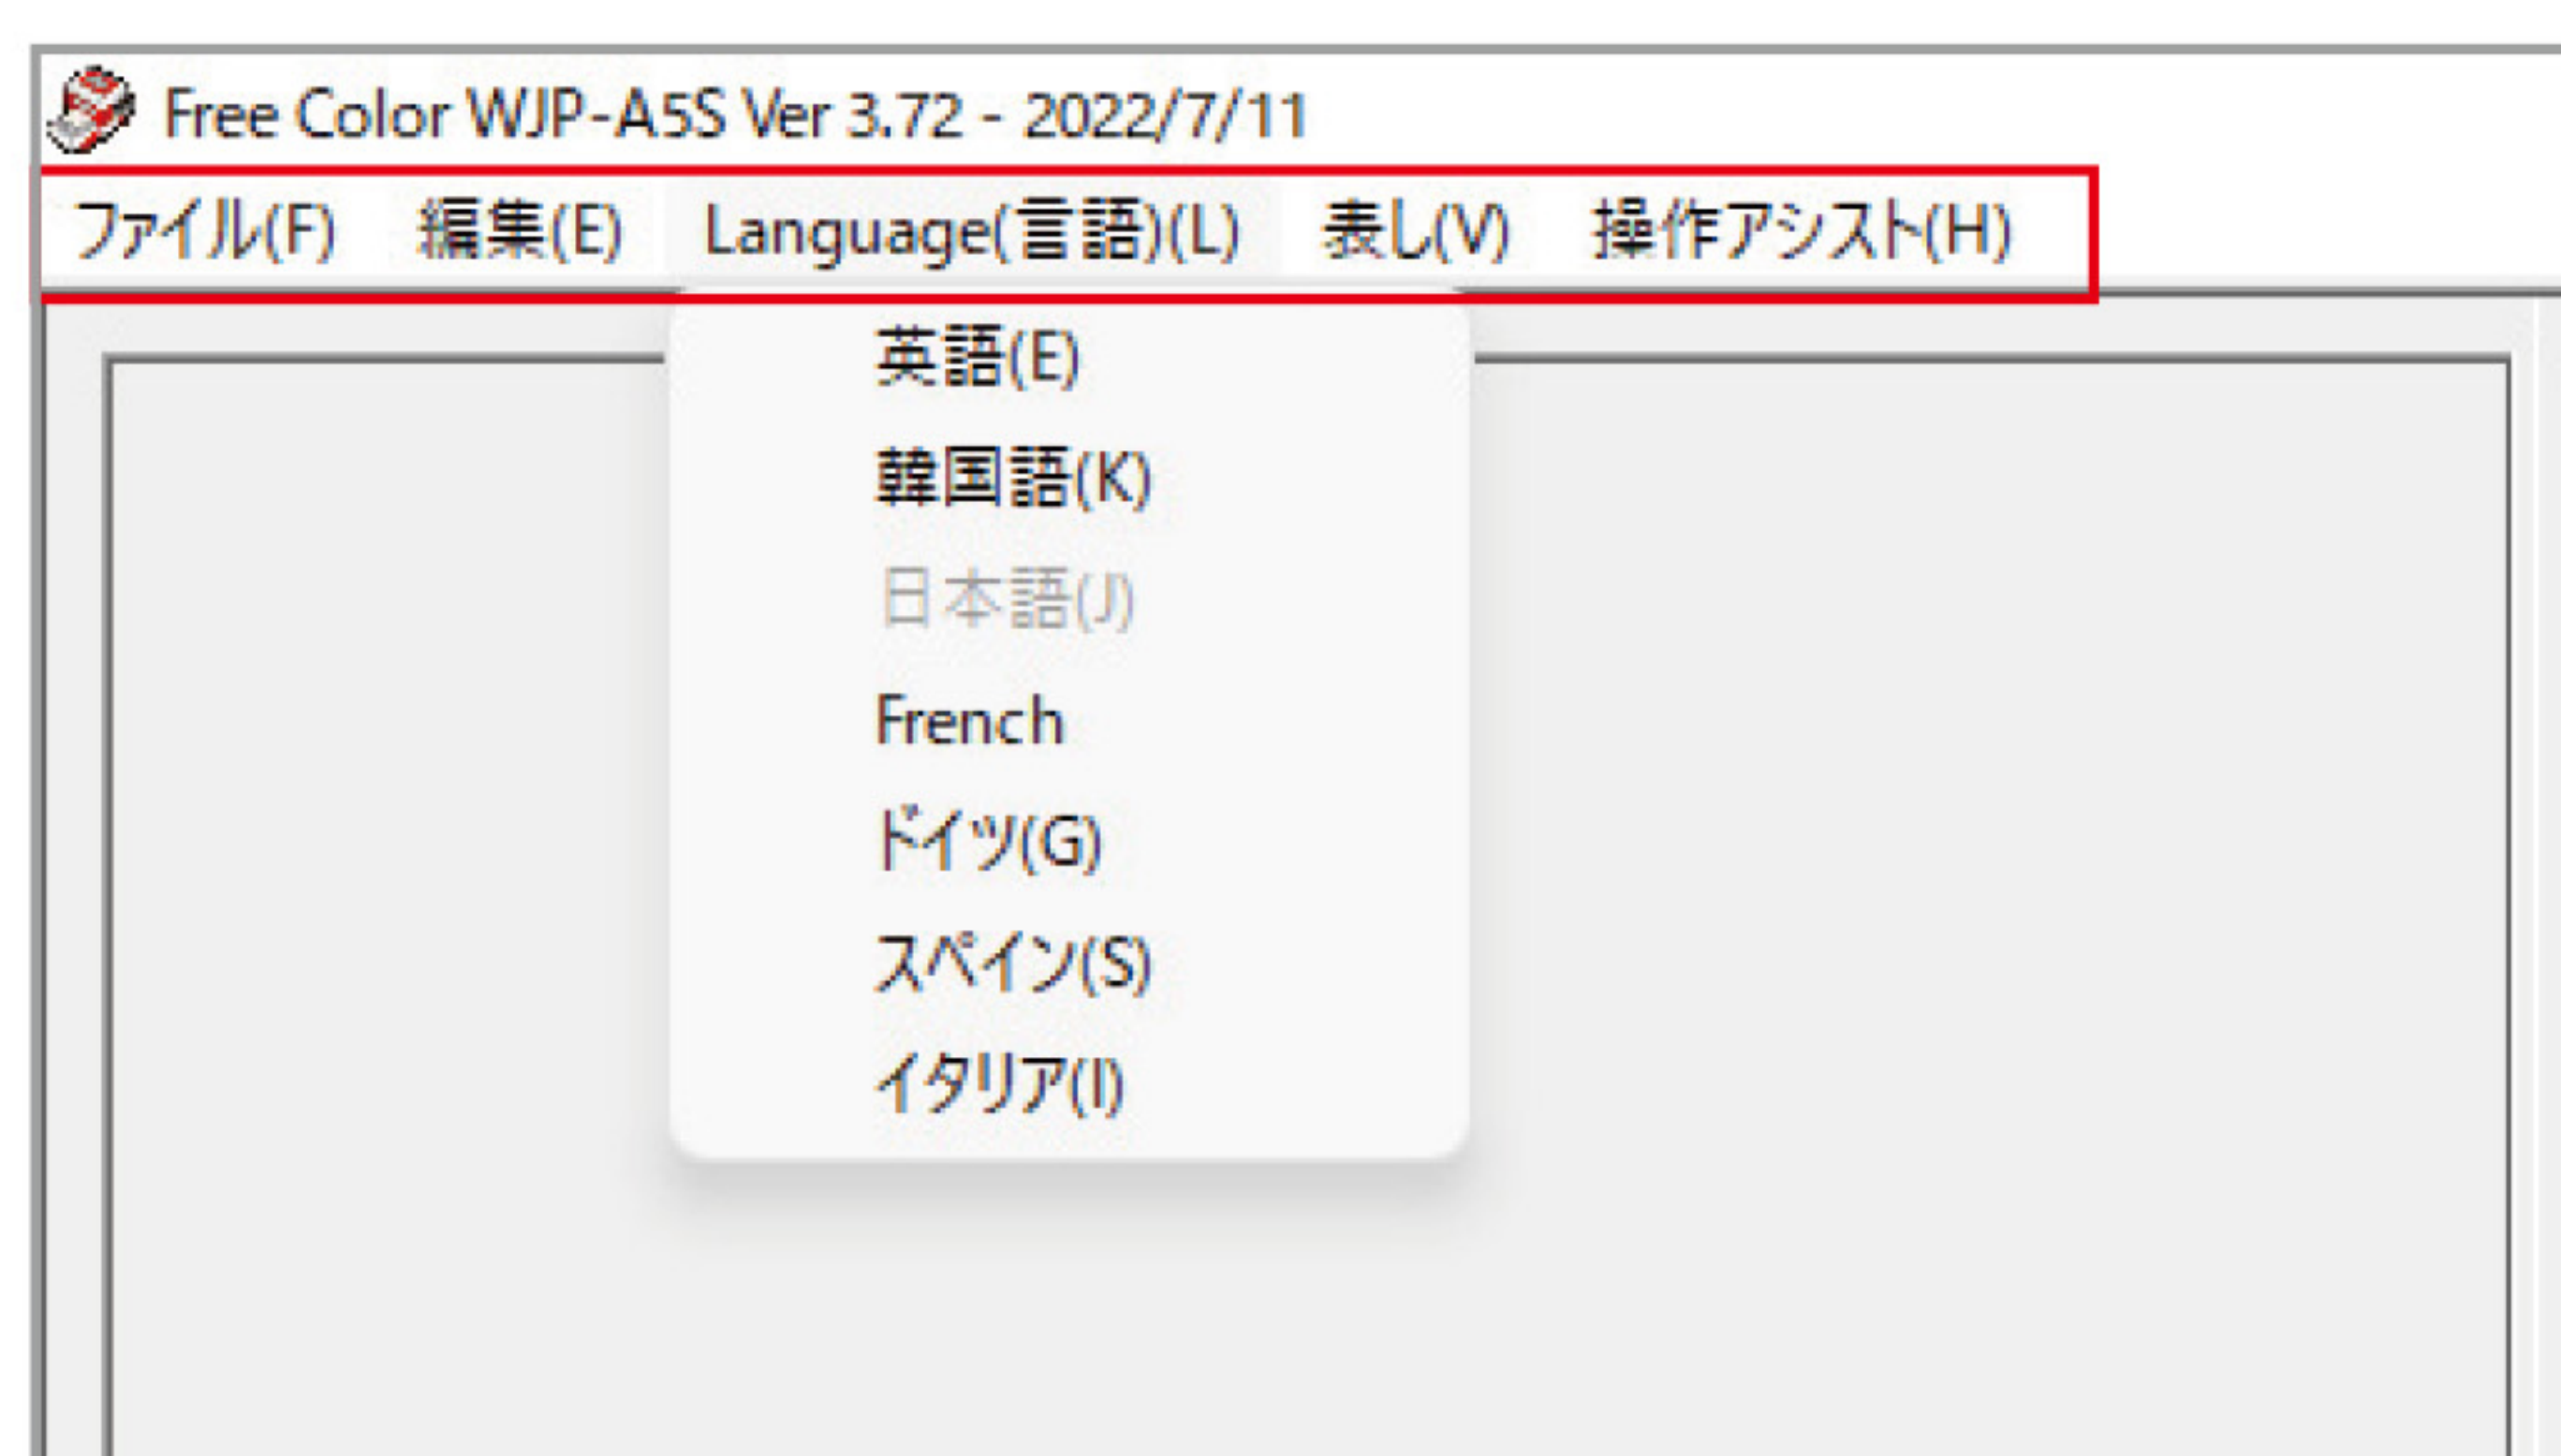 Free Color WJP-A5S Ver 3.72 - 2022/7/11
ファイル(F) 編集(E) Language(言語)(L) 表し(V) 操作アシスト(H)
英語(E)
韓国語(K)
日本語(J)
French
ドイツ(G)
スペイン(S)
イタリア(I)